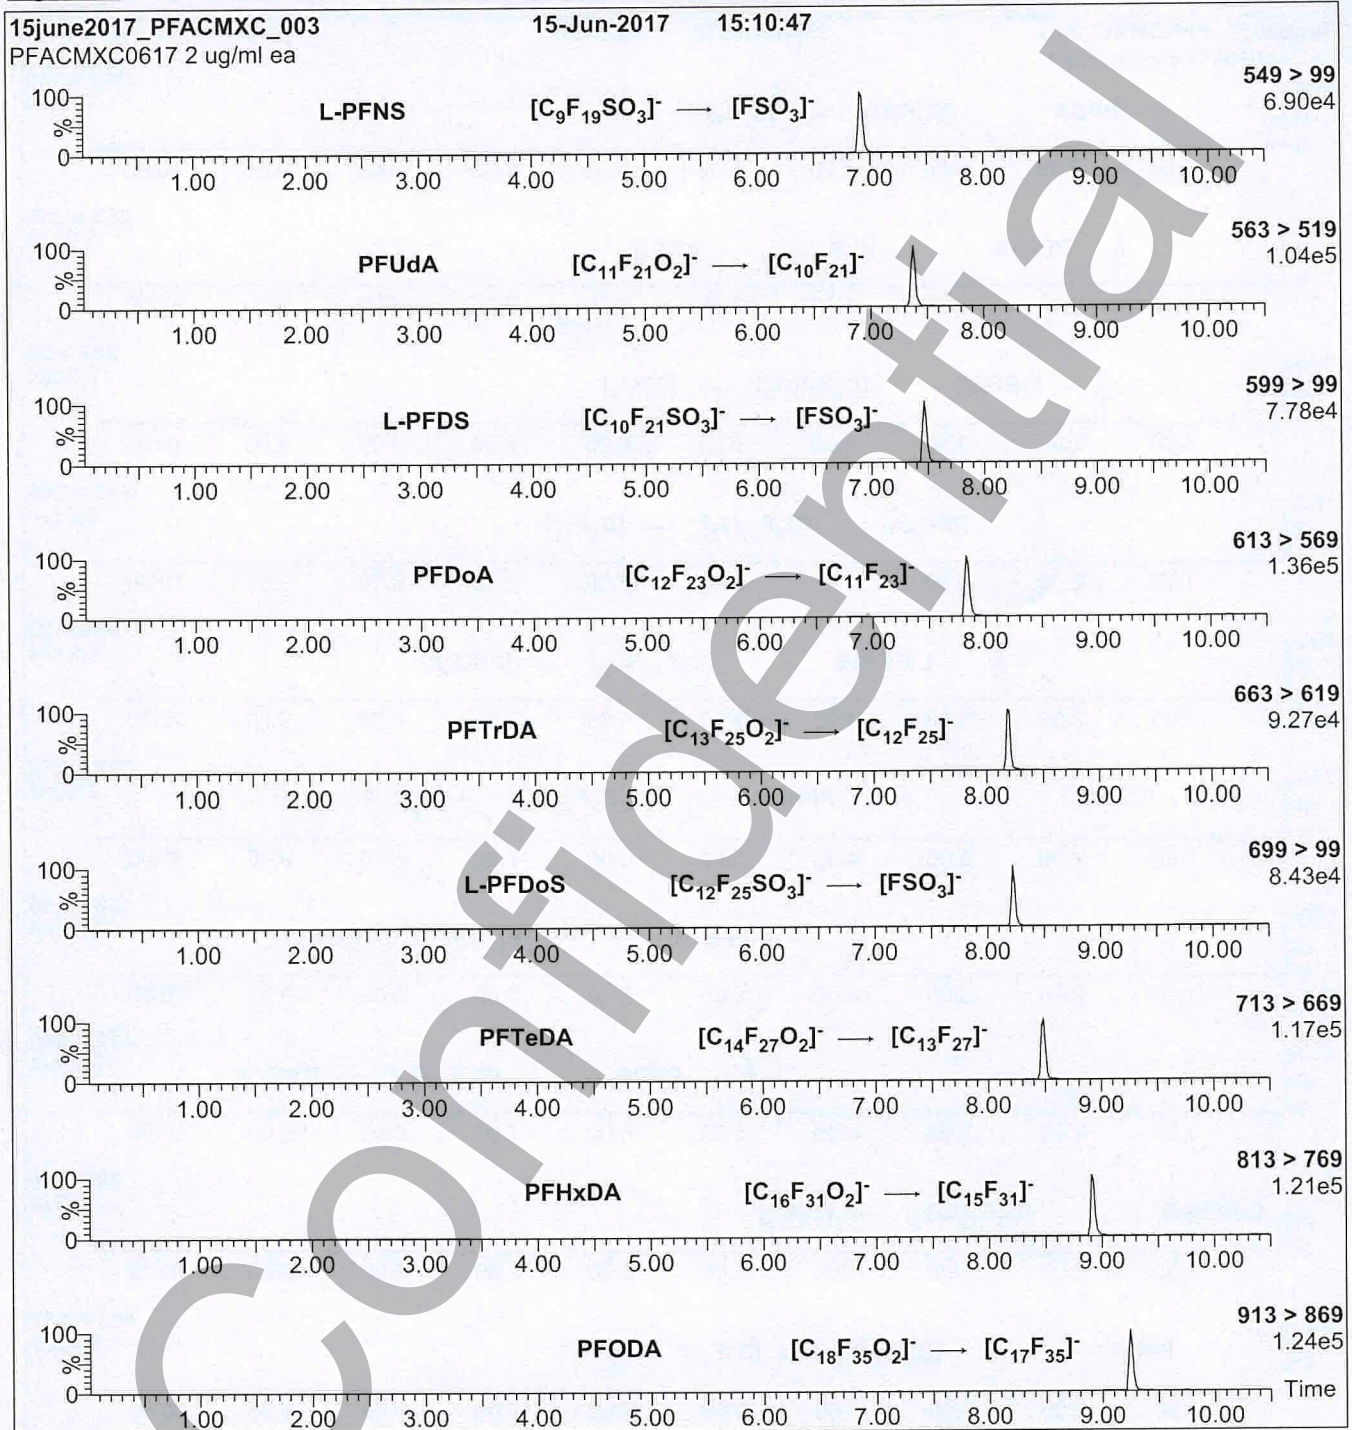 15june2017_PFACMXC_003 15-Jun-2017 15:10:47
PFACMXC0617 2 ug/ml ea
549 > 99
6.90e4
L-PFNS [C₉F₁₉SO₃]⁻ → [FSO₃]⁻
100
%
0
1.00 2.00 3.00 4.00 5.00 6.00 7.00 8.00 9.00 10.00
563 > 519
1.04e5
PFUdA [C₁₁F₂₁O₂]⁻ → [C₁₀F₂₁]⁻
100
%
0
1.00 2.00 3.00 4.00 5.00 6.00 7.00 8.00 9.00 10.00
599 > 99
7.78e4
L-PFDS [C₁₀F₂₁SO₃]⁻ → [FSO₃]⁻
100
%
0
1.00 2.00 3.00 4.00 5.00 6.00 7.00 8.00 9.00 10.00
613 > 569
1.36e5
PFDoA [C₁₂F₂₃O₂]⁻ → [C₁₁F₂₃]⁻
100
%
0
1.00 2.00 3.00 4.00 5.00 6.00 7.00 8.00 9.00 10.00
663 > 619
9.27e4
PFTrDA [C₁₃F₂₅O₂]⁻ → [C₁₂F₂₅]⁻
100
%
0
1.00 2.00 3.00 4.00 5.00 6.00 7.00 8.00 9.00 10.00
699 > 99
8.43e4
L-PFDoS [C₁₂F₂₅SO₃]⁻ → [FSO₃]⁻
100
%
0
1.00 2.00 3.00 4.00 5.00 6.00 7.00 8.00 9.00 10.00
713 > 669
1.17e5
PFTeDA [C₁₄F₂₇O₂]⁻ → [C₁₃F₂₇]⁻
100
%
0
1.00 2.00 3.00 4.00 5.00 6.00 7.00 8.00 9.00 10.00
813 > 769
1.21e5
PFHxDA [C₁₆F₃₁O₂]⁻ → [C₁₅F₃₁]⁻
100
%
0
1.00 2.00 3.00 4.00 5.00 6.00 7.00 8.00 9.00 10.00
913 > 869
1.24e5
PFODA [C₁₈F₃₅O₂]⁻ → [C₁₇F₃₅]⁻
100
%
0
Time
1.00 2.00 3.00 4.00 5.00 6.00 7.00 8.00 9.00 10.00
Confidential